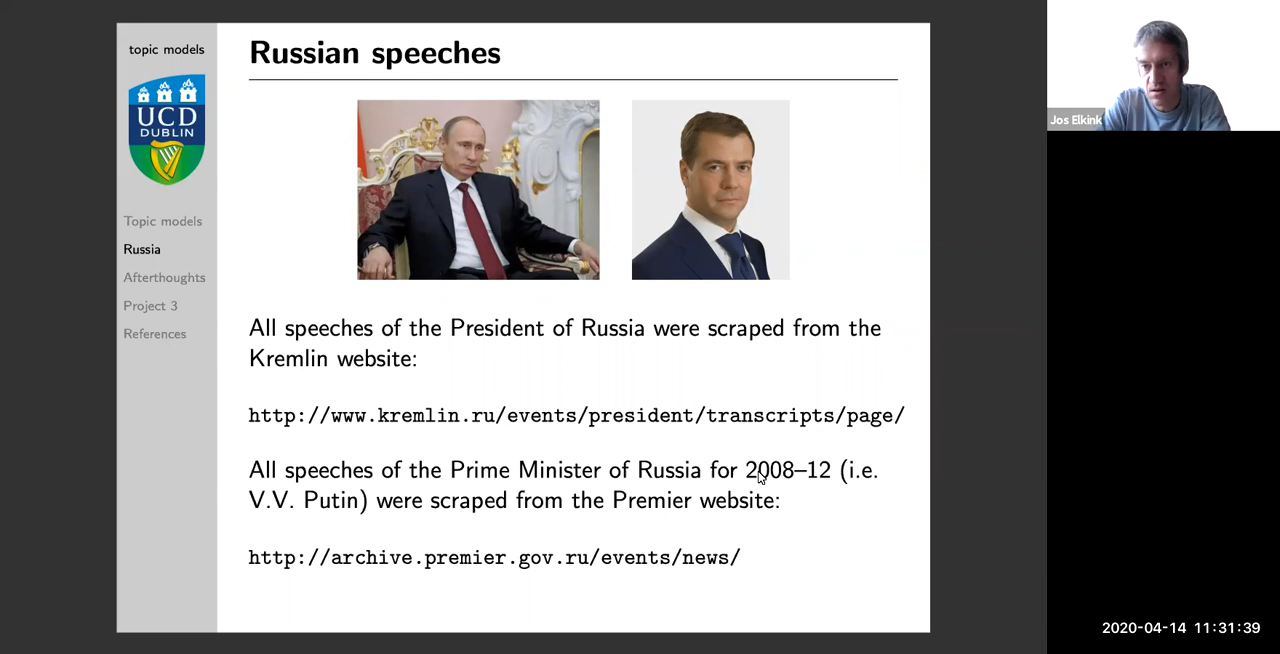 topic models
UCD
DUBLIN
Topic models
Russia
Afterthoughts
Project 3
References
Russian speeches
All speeches of the President of Russia were scraped from the
Kremlin website:
http://www.kremlin.ru/events/president/transcripts/page/
All speeches of the Prime Minister of Russia for 2008–12 (i.e.
V.V. Putin) were scraped from the Premier website:
http://archive.premier.gov.ru/events/news/
Jos Elkink
2020-04-14 11:31:39